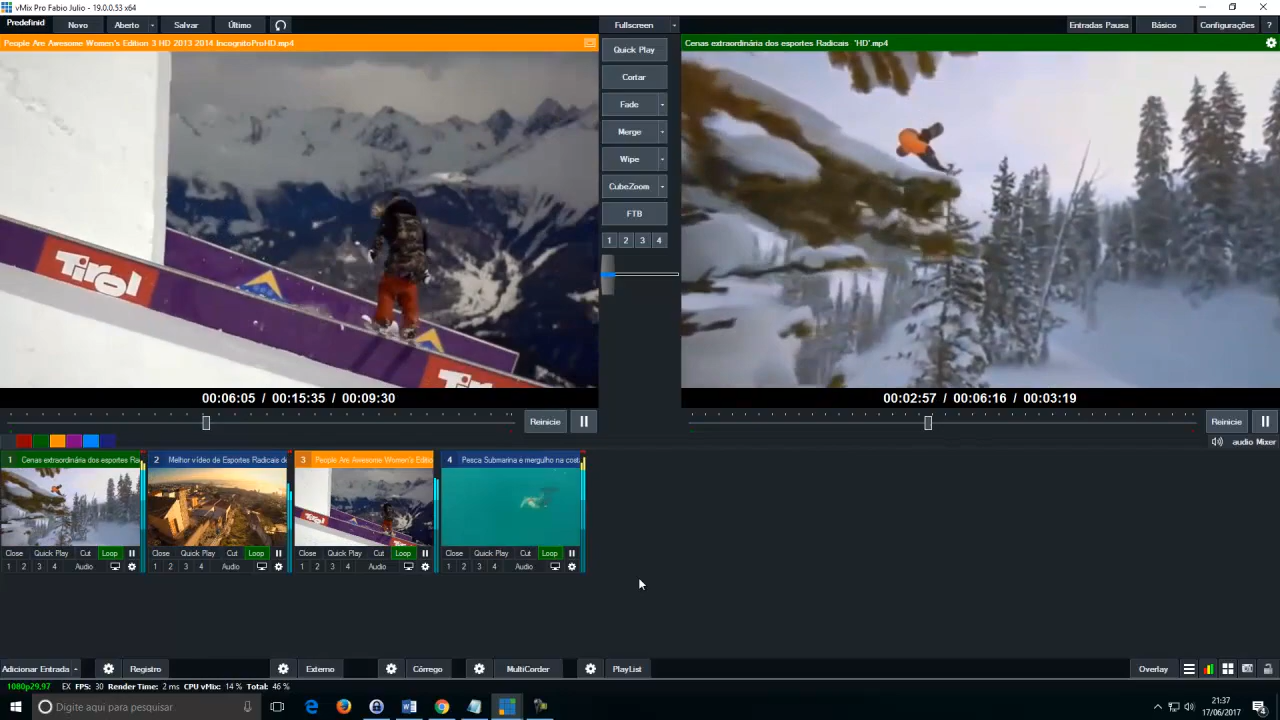 vMix Pro Fabio Julio - 19.0.0.53 x64
Predefinid Novo Aberto Salvar Último Fullscreen Entradas Pausa Básico Configurações ?
People Are Awesome Women's Edition 3 HD 2013 2014 IncognitoProHD.mp4
Cenas extraordinária dos esportes Radicais 'HD'.mp4
Quick Play
Cortar
Fade
Merge
Wipe
CubeZoom
FTB
1 2 3 4
Tirol
Tirol
00:06:05 / 00:15:35 / 00:09:30
00:02:57 / 00:06:16 / 00:03:19
Reinicie
Reinicie
audio Mixer
1 Cenas extraordinária dos esportes Ra
2 Melhor vídeo de Esportes Radicais d
3 People Are Awesome Women's Editio
4 Pesca Submarina e mergulho na cost
Close Quick Play Cut Loop
Close Quick Play Cut Loop
Close Quick Play Cut Loop
Close Quick Play Cut Loop
1 2 3 4 Audio
1 2 3 4 Audio
1 2 3 4 Audio
1 2 3 4 Audio
Adicionar Entrada Registro Externo Córrego MultiCorder PlayList Overlay
1080p29.97 EX FPS: 30 Render Time: 2 ms CPU vMix: 14 % Total: 46 %
Digite aqui para pesquisar
21:37
17/06/2017
4